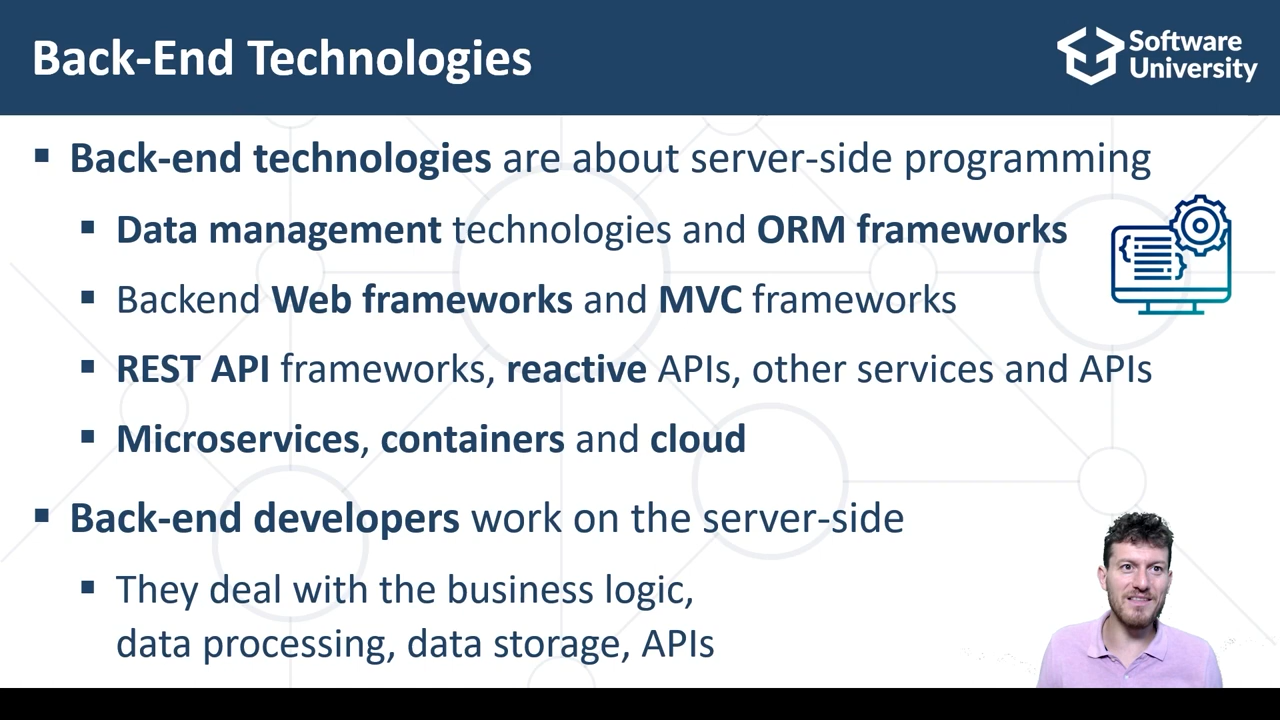 Back-End Technologies
Software
University
▪ Back-end technologies are about server-side programming
▪ Data management technologies and ORM frameworks
▪ Backend Web frameworks and MVC frameworks
▪ REST API frameworks, reactive APIs, other services and APIs
▪ Microservices, containers and cloud
▪ Back-end developers work on the server-side
▪ They deal with the business logic,
data processing, data storage, APIs